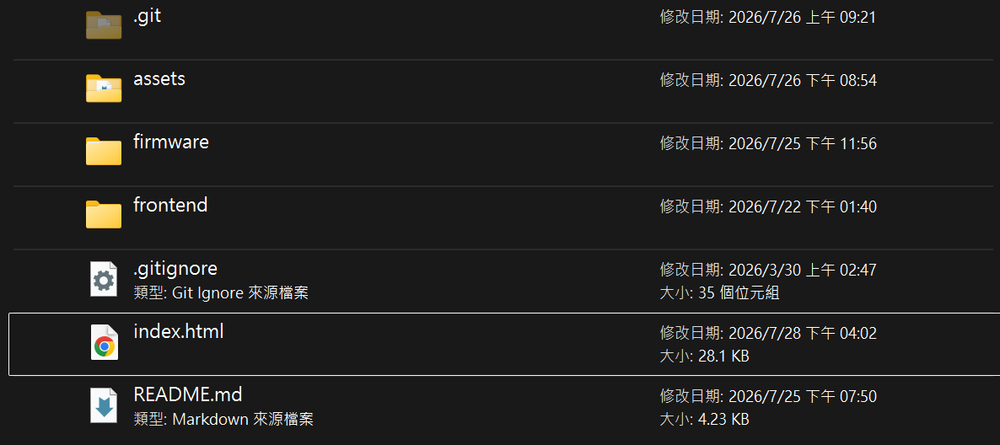 .git
修改日期: 2026/7/26 上午 09:21
assets
修改日期: 2026/7/26 下午 08:54
firmware
修改日期: 2026/7/25 下午 11:56
frontend
修改日期: 2026/7/22 下午 01:40
.gitignore
修改日期: 2026/3/30 上午 02:47
類型: Git Ignore 來源檔案
大小: 35 個位元組
index.html
修改日期: 2026/7/28 下午 04:02
大小: 28.1 KB
README.md
修改日期: 2026/7/25 下午 07:50
類型: Markdown 來源檔案
大小: 4.23 KB